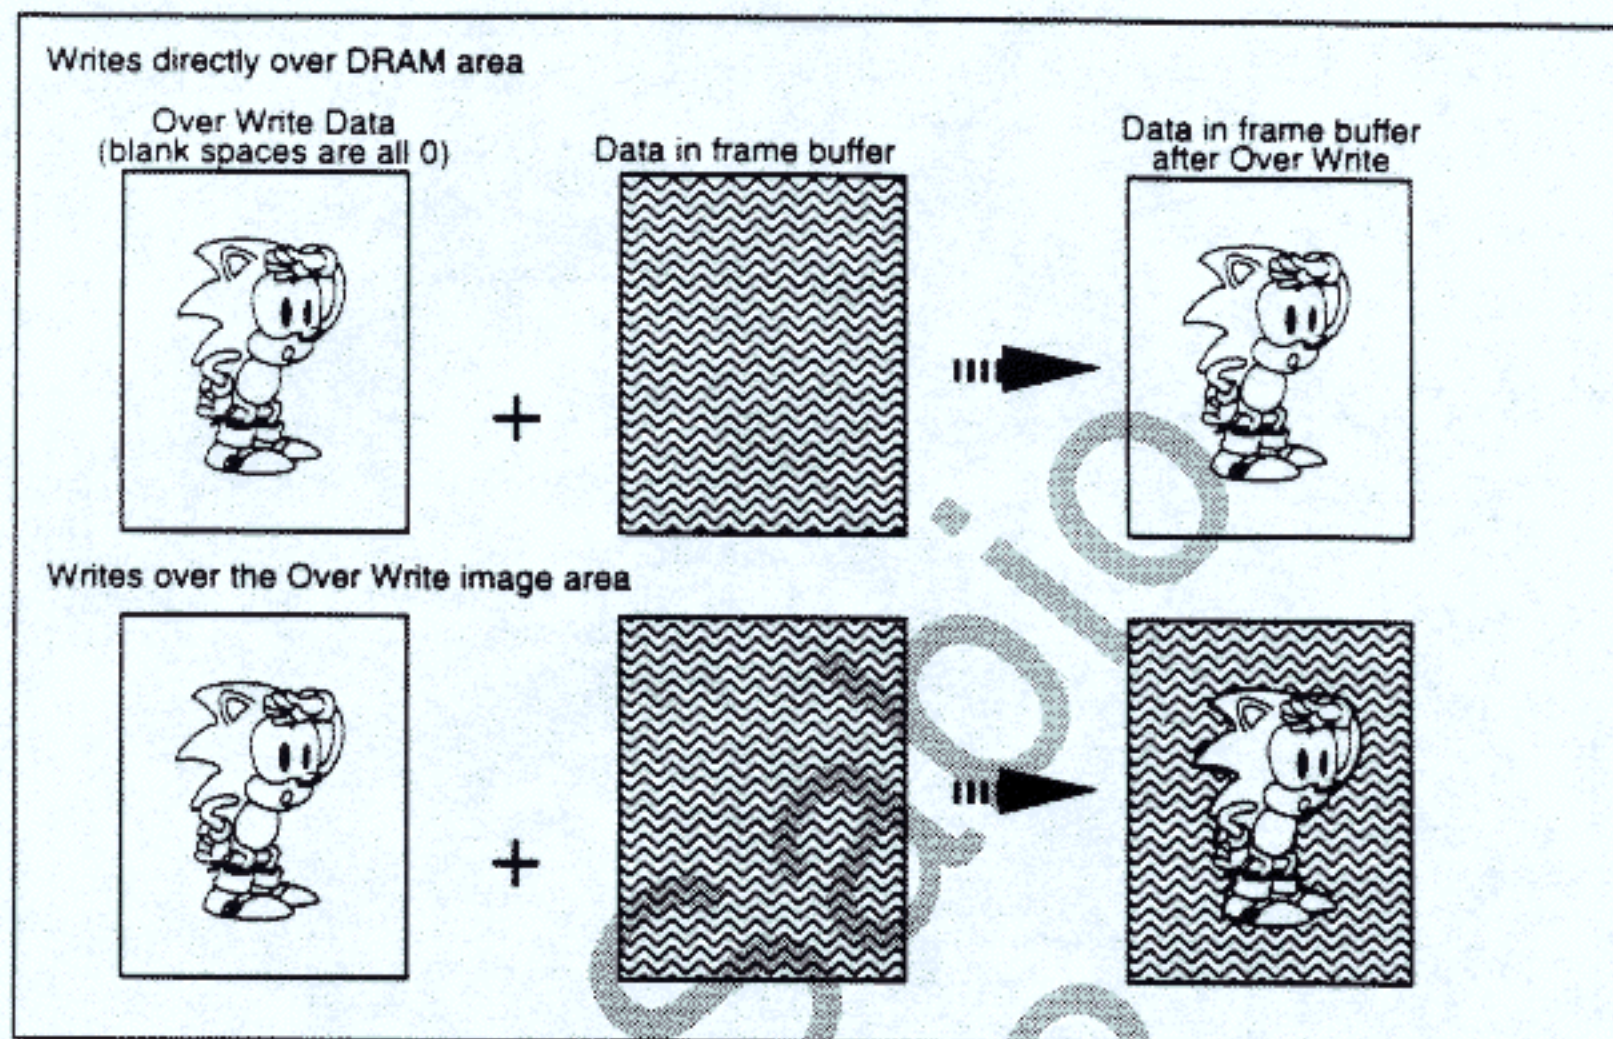 Writes directly over DRAM area
Over Write Data
(blank spaces are all 0)
Data in frame buffer
Data in frame buffer
after Over Write
+
Writes over the Over Write image area
+